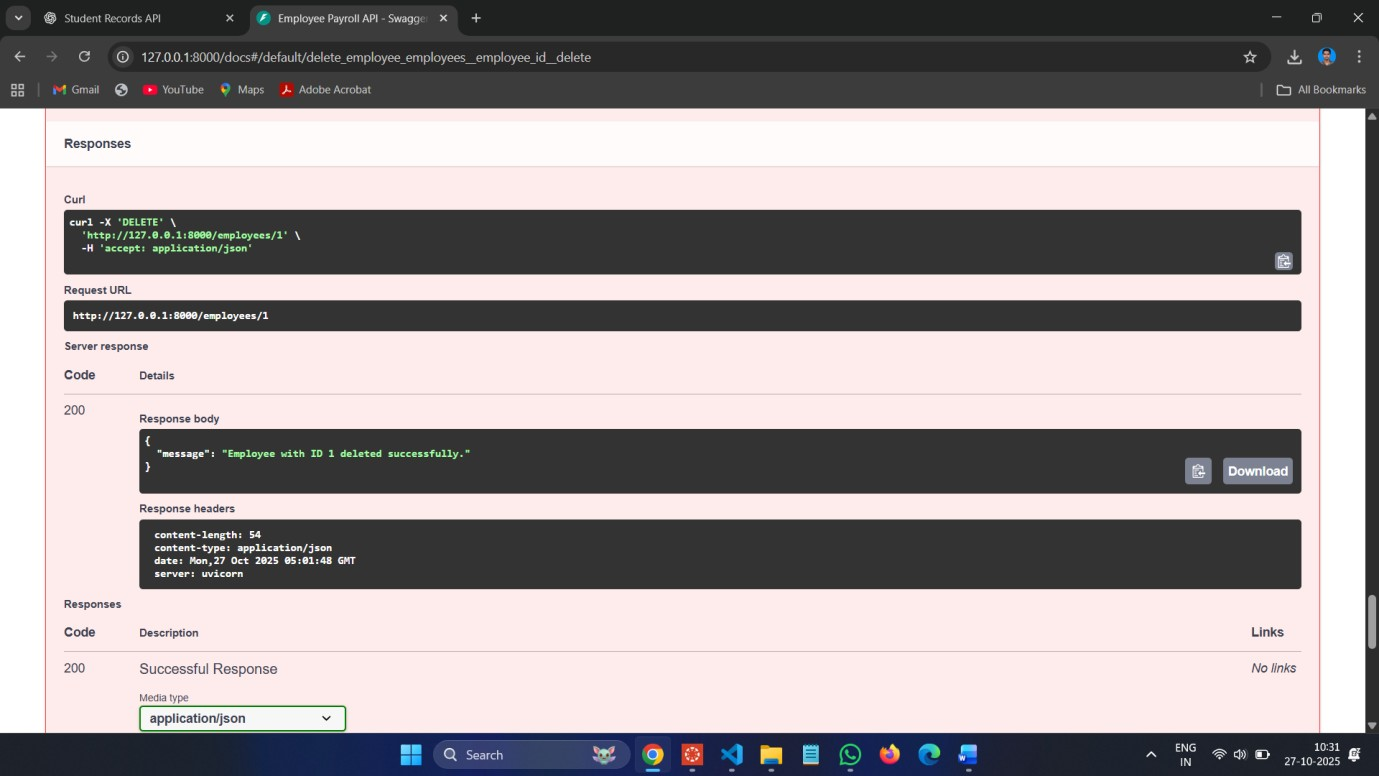 Student Records API
Employee Payroll API - Swagger
127.0.0.1:8000/docs#/default/delete_employee_employees__employee_id__delete
Gmail
YouTube
Maps
Adobe Acrobat
All Bookmarks
Responses
Curl
curl -X 'DELETE' \
'http://127.0.0.1:8000/employees/1' \
-H 'accept: application/json'
Request URL
http://127.0.0.1:8000/employees/1
Server response
Code Details
200
Response body
{
"message": "Employee with ID 1 deleted successfully."
}
Download
Response headers
content-length: 54
content-type: application/json
date: Mon,27 Oct 2025 05:01:48 GMT
server: uvicorn
Responses
Code Description Links
200 Successful Response No links
Media type
application/json
Search
ENG
IN
10:31
27-10-2025